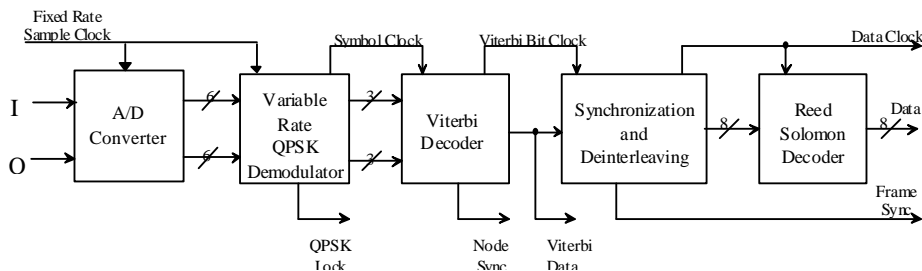 Fixed Rate
Sample Clock
Symbol Clock
Viterbi Bit Clock
Data Clock
I
O
A/D
Converter
6
6
Variable
Rate
QPSK
Demodulator
3
3
Viterbi
Decoder
Synchronization
and
Deinterleaving
8
Reed
Solomon
Decoder
8
Data
Frame
Sync
QPSK
Lock
Node
Sync
Viterbi
Data